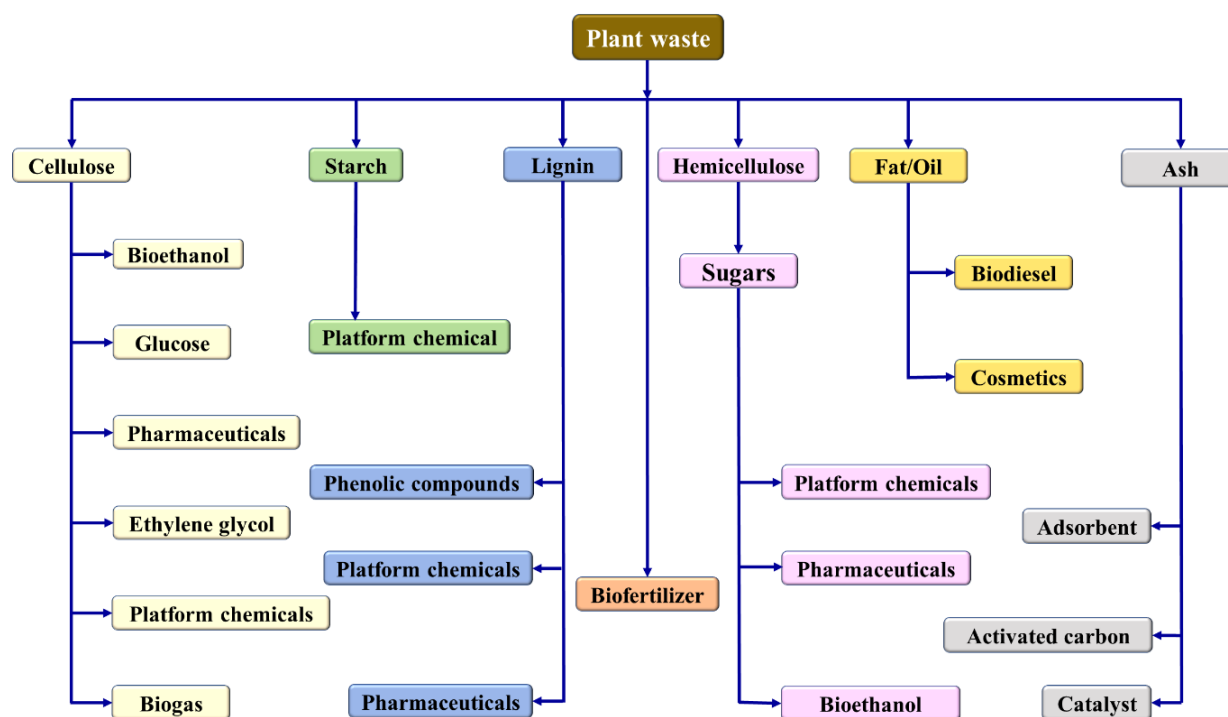 Plant waste
Cellulose
Starch
Lignin
Hemicellulose
Fat/Oil
Ash
Bioethanol
Glucose
Pharmaceuticals
Ethylene glycol
Platform chemicals
Biogas
Platform chemical
Phenolic compounds
Platform chemicals
Pharmaceuticals
Biofertilizer
Sugars
Platform chemicals
Pharmaceuticals
Bioethanol
Biodiesel
Cosmetics
Adsorbent
Activated carbon
Catalyst